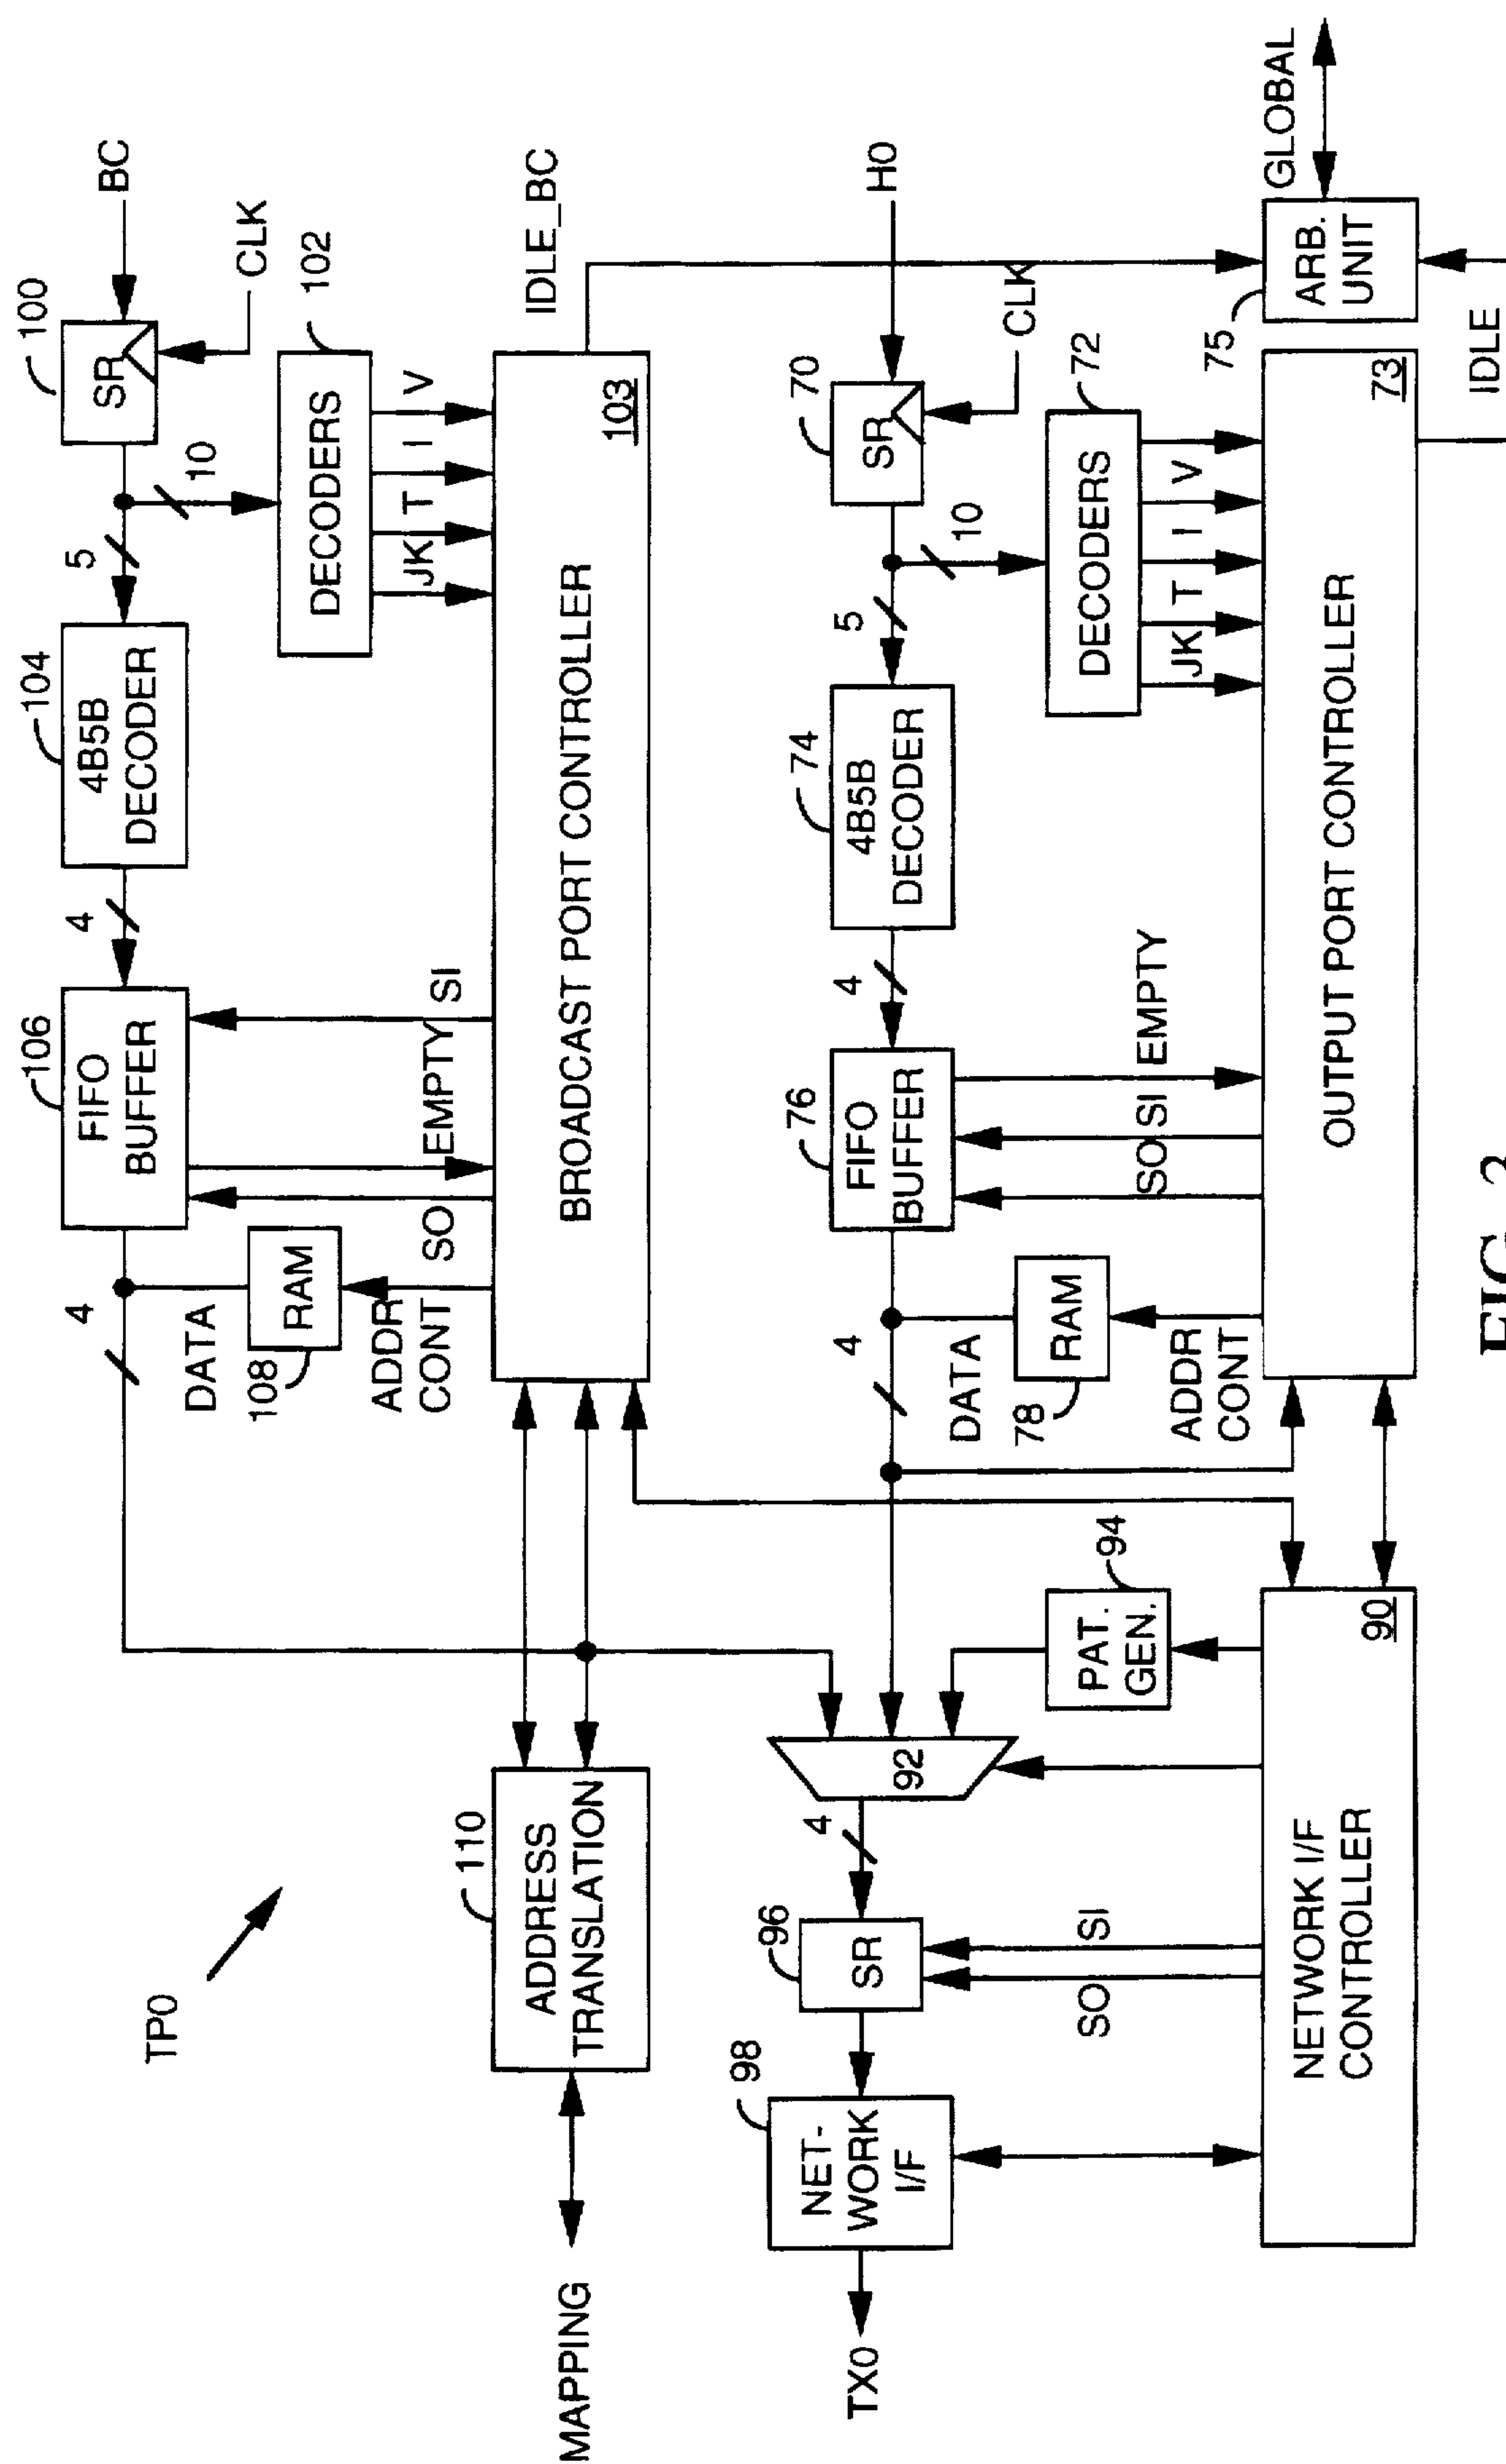 TP0
100
BC
SR
CLK
5
10
104
4B5B
DECODER
102
DECODERS
JK
T
I
V
4
106
FIFO
BUFFER
SI
EMPTY
SO
4
DATA
RAM
108
ADDR
CONT
BROADCAST PORT CONTROLLER
103
IDLE_BC
110
ADDRESS
TRANSLATION
MAPPING
H0
70
SR
CLK
5
10
74
4B5B
DECODER
72
DECODERS
JK
T
I
V
4
76
FIFO
BUFFER
EMPTY
SI
SO
4
DATA
RAM
78
ADDR
CONT
OUTPUT PORT CONTROLLER
73
75
ARB.
UNIT
GLOBAL
IDLE
92
94
PAT.
GEN.
4
96
SR
SI
SO
98
NET-
WORK
I/F
TX0
NETWORK I/F
CONTROLLER
90
FIG.